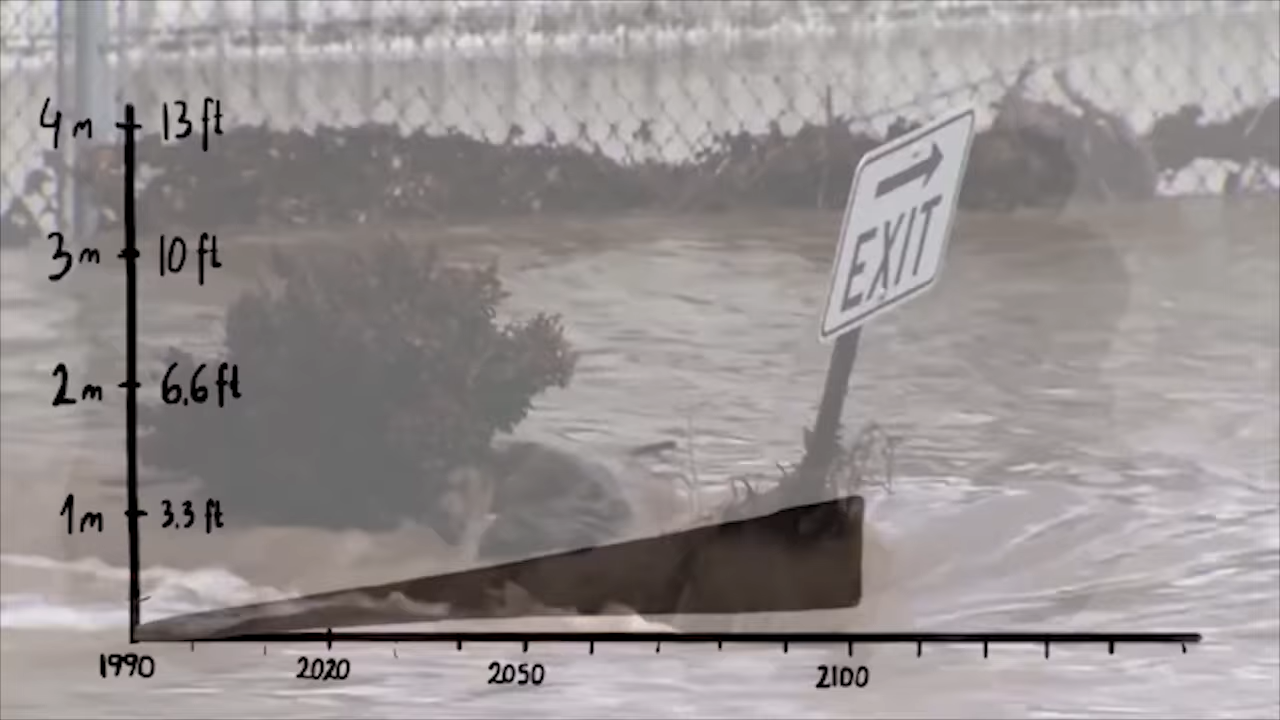 4m 13 ft
3m 10 ft
2m 6.6 ft
1m 3.3 ft
EXIT
1990 2020 2050 2100